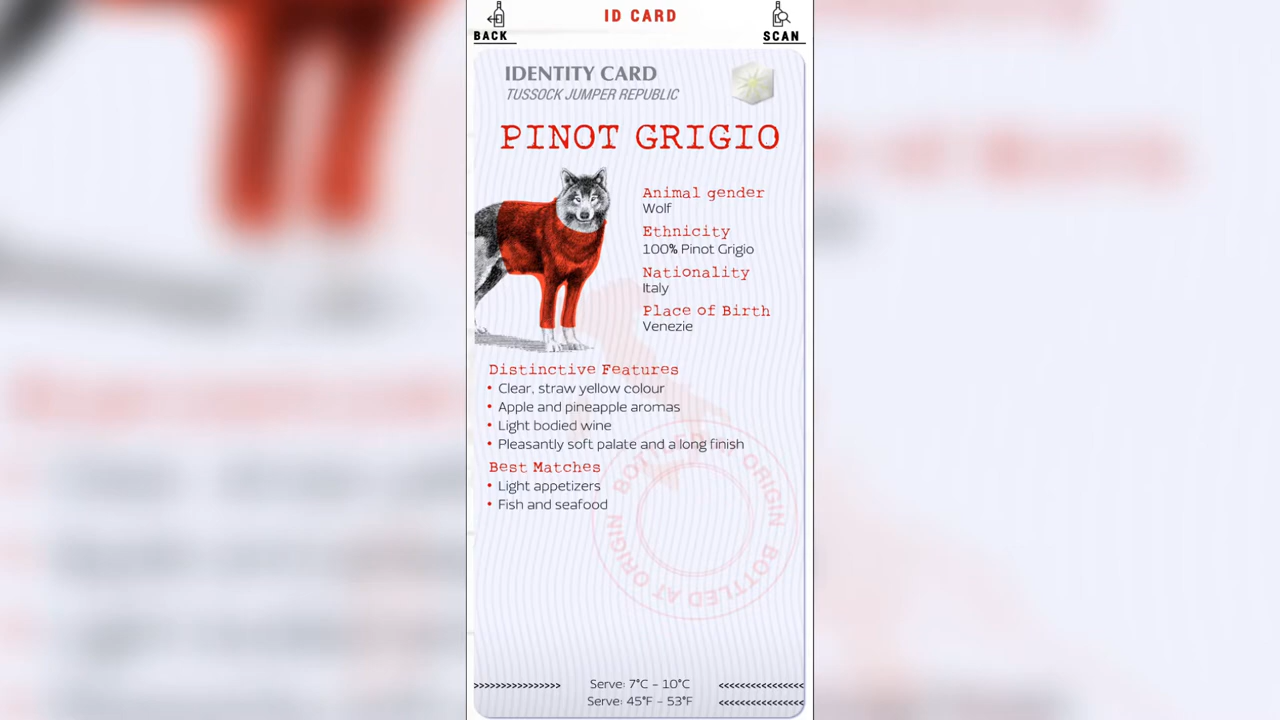 ID CARD
BACK
SCAN
IDENTITY CARD
TUSSOCK JUMPER REPUBLIC
PINOT GRIGIO
Animal gender
Wolf
Ethnicity
100% Pinot Grigio
Nationality
Italy
Place of Birth
Venezie
Distinctive Features
• Clear, straw yellow colour
• Apple and pineapple aromas
• Light bodied wine
• Pleasantly soft palate and a long finish
Best Matches
• Light appetizers
• Fish and seafood
BOTTLED AT ORIGIN BOTTLED AT ORIGIN
>>>>>>>>>>>>>>>> Serve: 7°C - 10°C <<<<<<<<<<<<<<<<
Serve: 45°F - 53°F <<<<<<<<<<<<<<<<